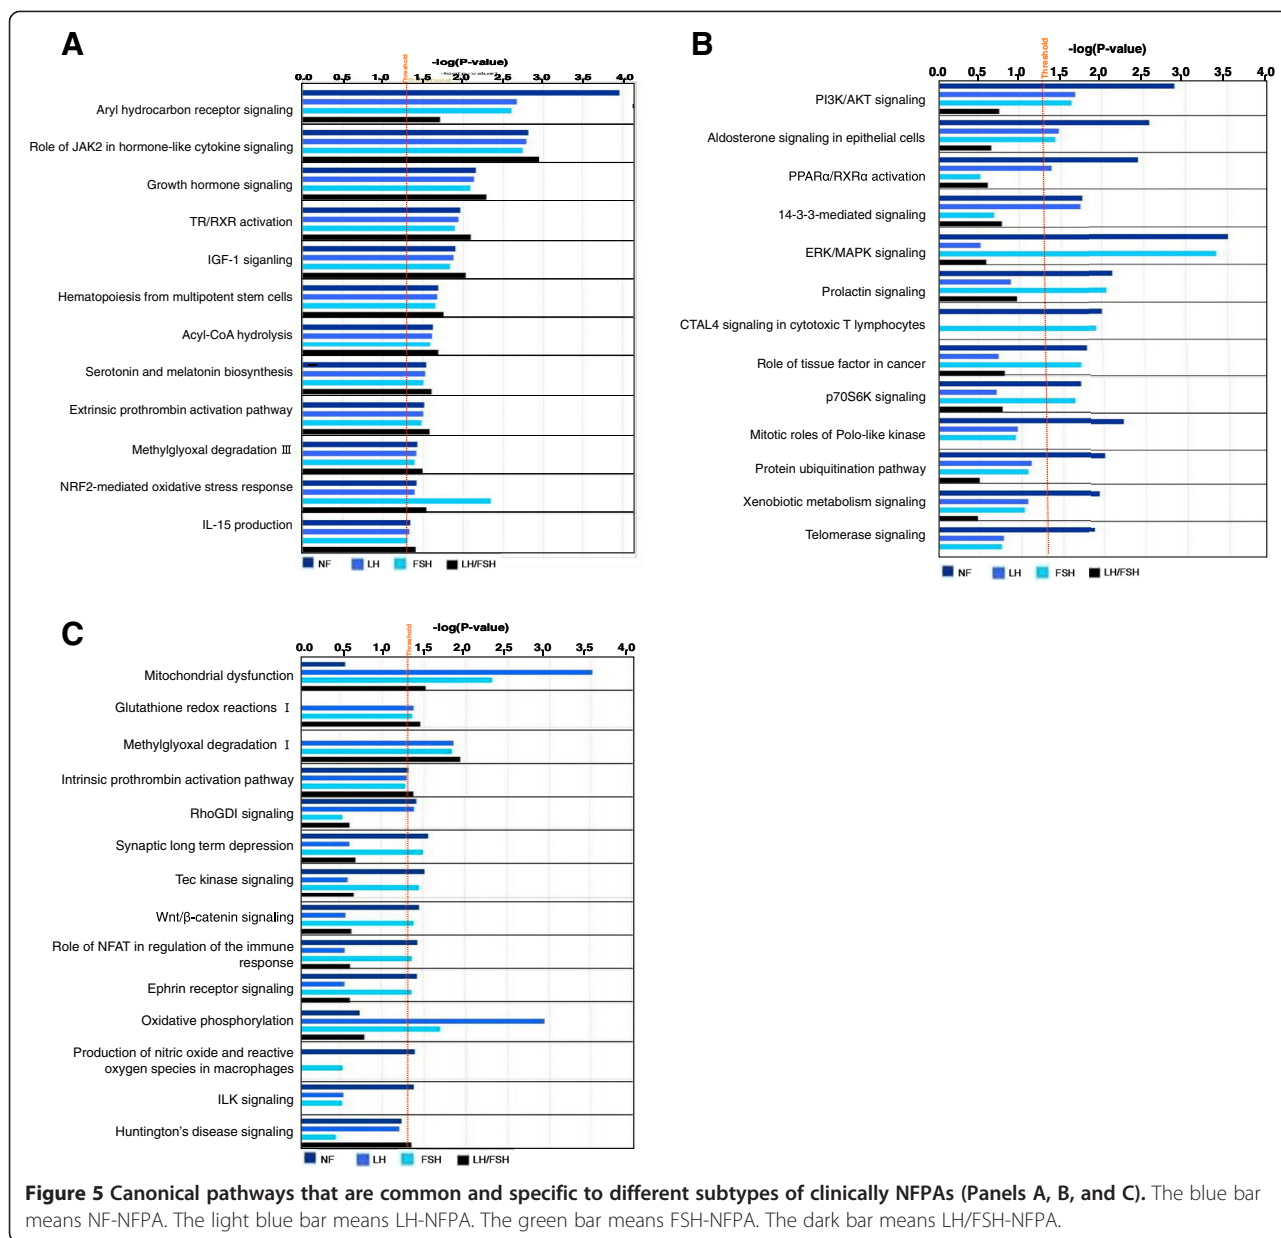 A
-log(P-value)
-log(p-value)
Threshold
0.0 0.5 1.0 1.5 2.0 2.5 3.0 3.5 4.0
Aryl hydrocarbon receptor signaling
Role of JAK2 in hormone-like cytokine signaling
Growth hormone signaling
TR/RXR activation
IGF-1 siganling
Hematopoiesis from multipotent stem cells
Acyl-CoA hydrolysis
Serotonin and melatonin biosynthesis
Extrinsic prothrombin activation pathway
Methylglyoxal degradation III
NRF2-mediated oxidative stress response
IL-15 production
NF LH FSH LH/FSH
B
-log(P-value)
Threshold
0.0 0.5 1.0 1.5 2.0 2.5 3.0 3.5 4.0
PI3K/AKT signaling
Aldosterone signaling in epithelial cells
PPARα/RXRα activation
14-3-3-mediated signaling
ERK/MAPK signaling
Prolactin signaling
CTAL4 signaling in cytotoxic T lymphocytes
Role of tissue factor in cancer
p70S6K signaling
Mitotic roles of Polo-like kinase
Protein ubiquitination pathway
Xenobiotic metabolism signaling
Telomerase signaling
NF LH FSH LH/FSH
C
-log(P-value)
Threshold
0.0 0.5 1.0 1.5 2.0 2.5 3.0 3.5 4.0
Mitochondrial dysfunction
Glutathione redox reactions I
Methylglyoxal degradation I
Intrinsic prothrombin activation pathway
RhoGDI signaling
Synaptic long term depression
Tec kinase signaling
Wnt/β-catenin signaling
Role of NFAT in regulation of the immune
response
Ephrin receptor signaling
Oxidative phosphorylation
Production of nitric oxide and reactive
oxygen species in macrophages
ILK signaling
Huntington's disease signaling
NF LH FSH LH/FSH
Figure 5 Canonical pathways that are common and specific to different subtypes of clinically NFPAs (Panels A, B, and C). The blue bar
means NF-NFPA. The light blue bar means LH-NFPA. The green bar means FSH-NFPA. The dark bar means LH/FSH-NFPA.